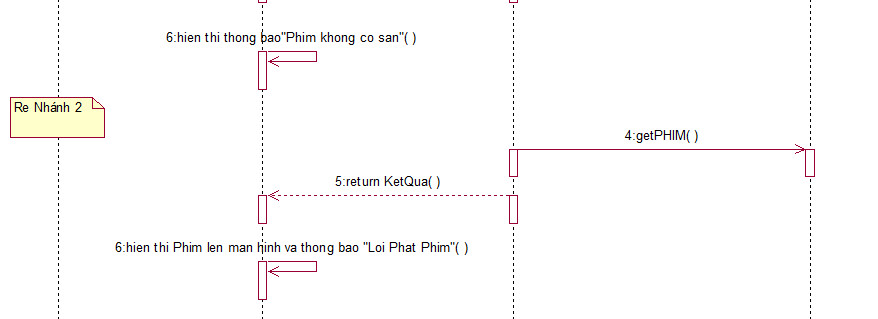 6:hien thi thong bao"Phim khong co san"( )
Re Nhánh 2
4:getPHIM( )
5:return KetQua( )
6:hien thi Phim len man hinh va thong bao "Loi Phat Phim"( )